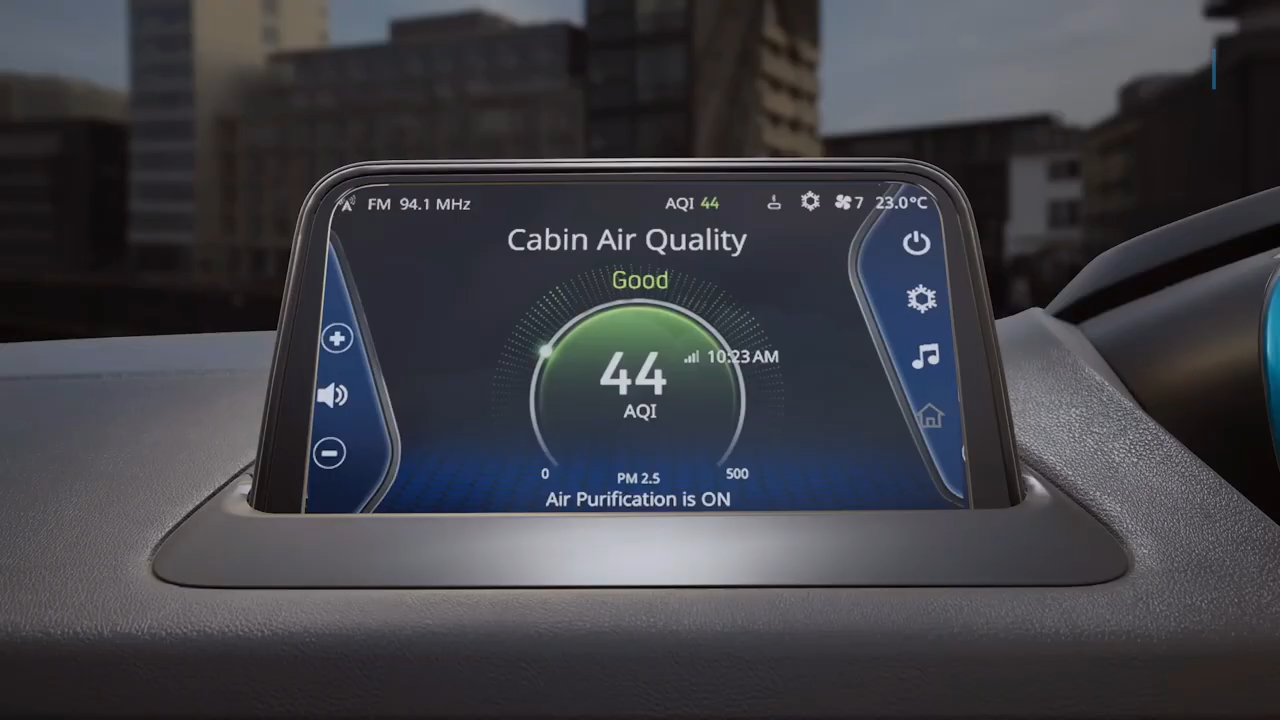 FM 94.1 MHz AQI 44 7 23.0°C
Cabin Air Quality
Good
10:23 AM
44
AQI
0 PM 2.5 500
Air Purification is ON